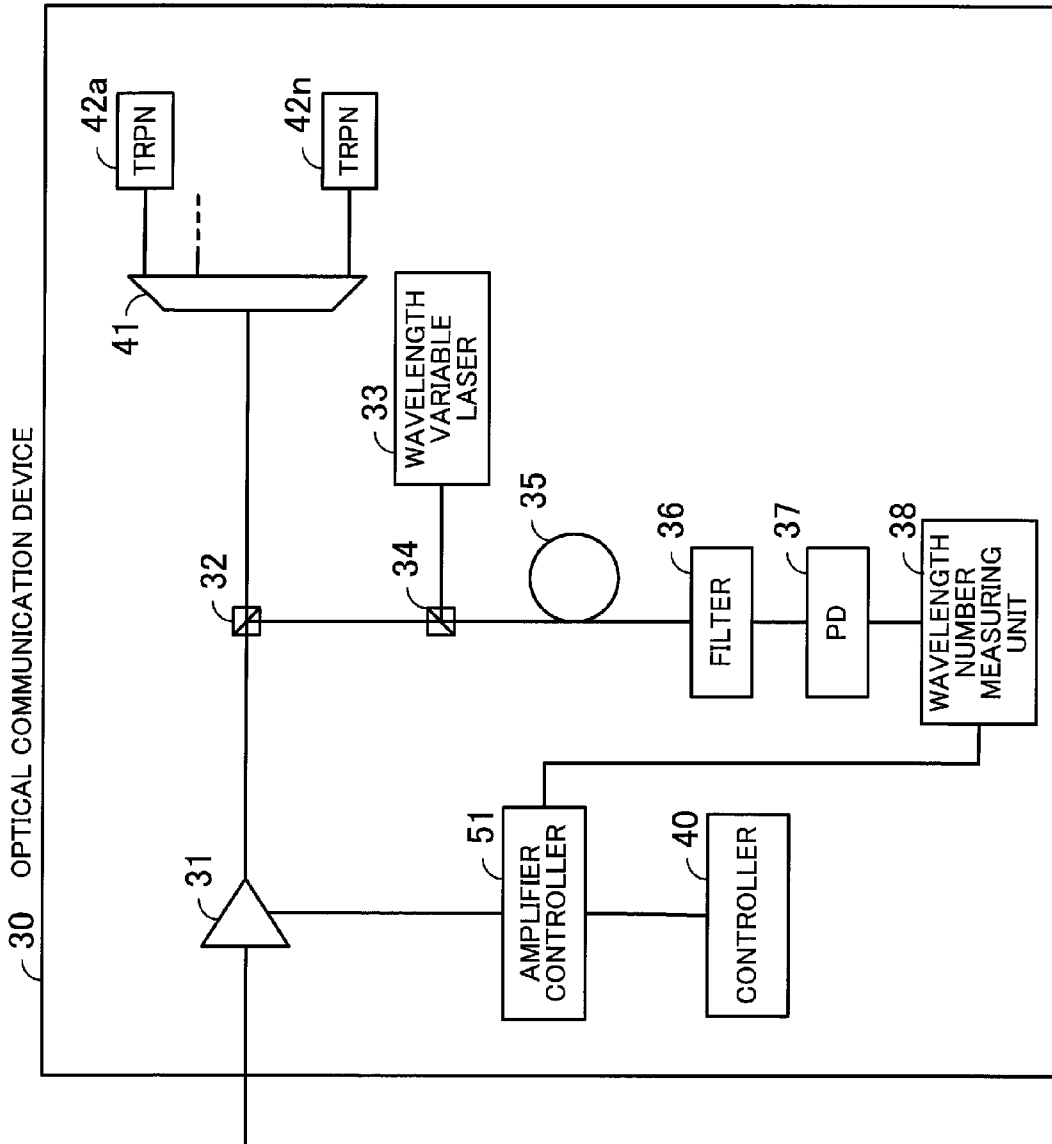 30 OPTICAL COMMUNICATION DEVICE
31
32
41
42a
TRPN
42n
TRPN
33
WAVELENGTH
VARIABLE
LASER
34
35
36
FILTER
37
PD
38
WAVELENGTH
NUMBER
MEASURING
UNIT
51
AMPLIFIER
CONTROLLER
40
CONTROLLER